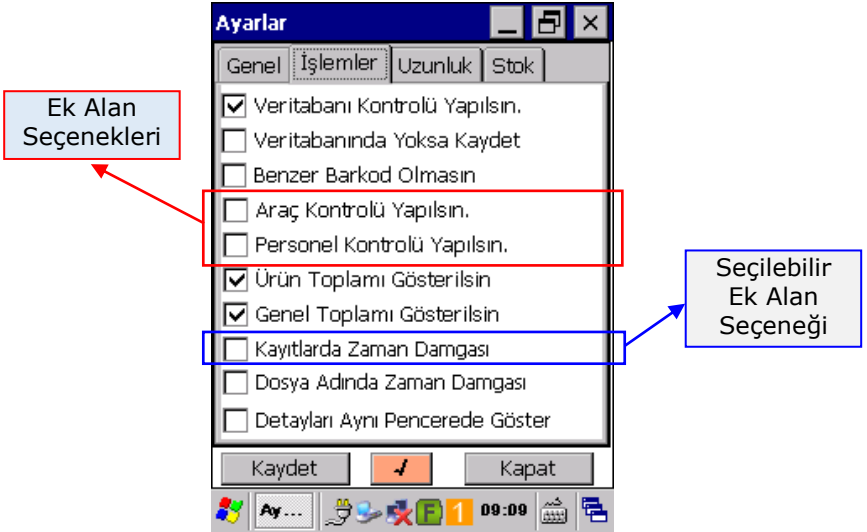 Ayarlar
Genel İşlemler Uzunluk Stok
Ek Alan
Seçenekleri
Veritabanı Kontrolü Yapılsın.
Veritabanında Yoksa Kaydet
Benzer Barkod Olmasın
Araç Kontrolü Yapılsın.
Personel Kontrolü Yapılsın.
Ürün Toplamı Gösterilsin
Genel Toplamı Gösterilsin
Kayıtlarda Zaman Damgası
Dosya Adında Zaman Damgası
Detayları Aynı Pencerede Göster
Seçilebilir
Ek Alan
Seçeneği
Kaydet Kapat
Ay... F 1 09:09